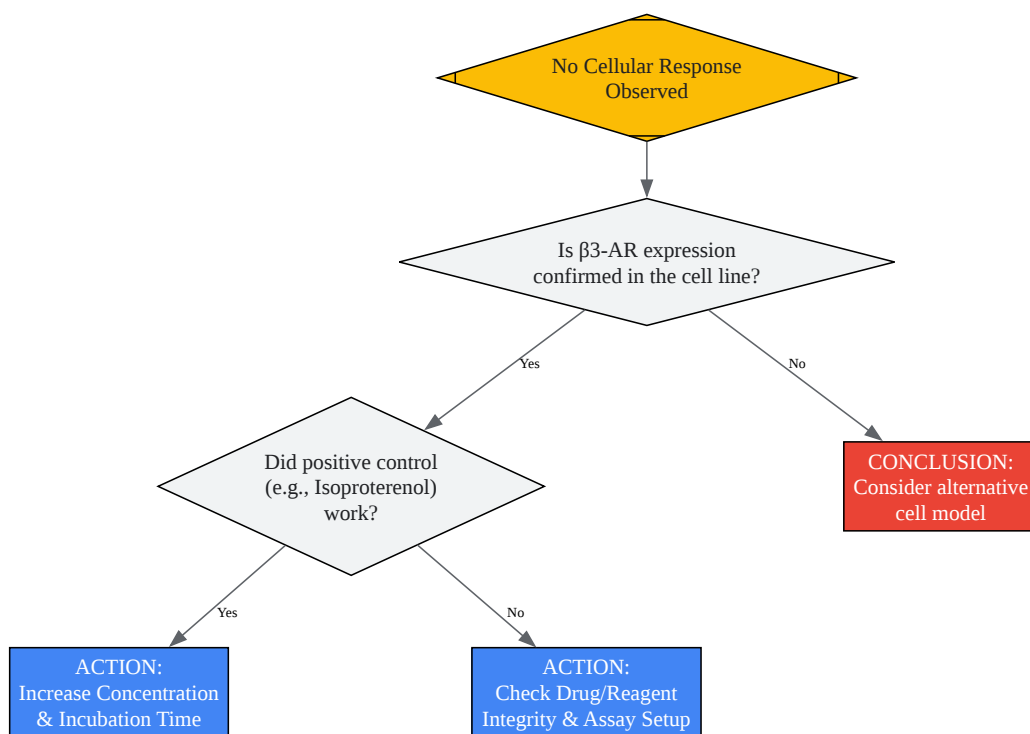 No Cellular Response
Observed
Is β3-AR expression
confirmed in the cell line?
Yes
No
Did positive control
(e.g., Isoproterenol)
work?
CONCLUSION:
Consider alternative
cell model
Yes
No
ACTION:
Increase Concentration
& Incubation Time
ACTION:
Check Drug/Reagent
Integrity & Assay Setup